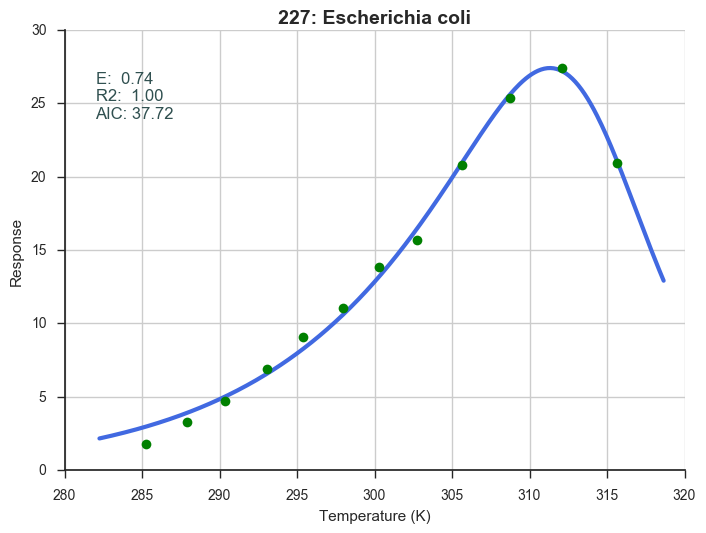 227: Escherichia coli
E: 0.74
R2: 1.00
AIC: 37.72
Response
30
25
20
15
10
5
0
280 285 290 295 300 305 310 315 320
Temperature (K)